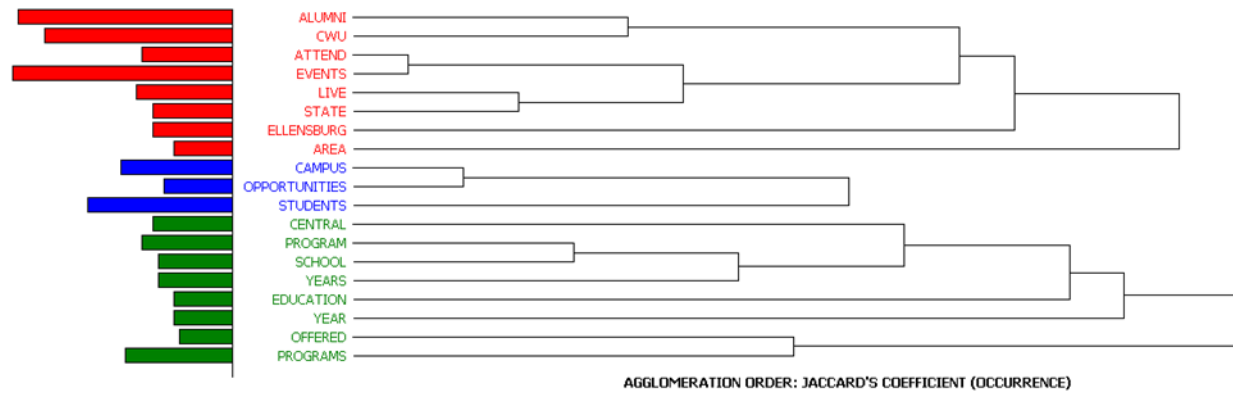 ALUMNI
CWU
ATTEND
EVENTS
LIVE
STATE
ELLENSBURG
AREA
CAMPUS
OPPORTUNITIES
STUDENTS
CENTRAL
PROGRAM
SCHOOL
YEARS
EDUCATION
YEAR
OFFERED
PROGRAMS
AGGLOMERATION ORDER: JACCARD'S COEFFICIENT (OCCURRENCE)